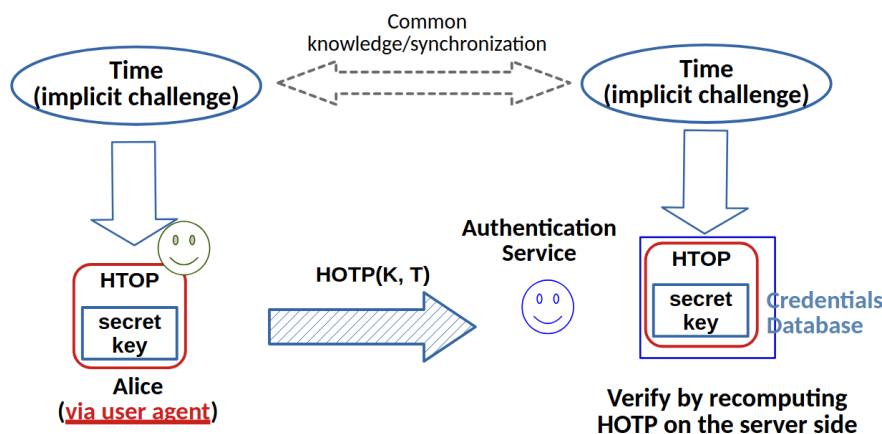 Common
knowledge/synchronization
Time
(implicit challenge)
Time
(implicit challenge)
HTOP
secret
key
Alice
(via user agent)
HOTP(K, T)
Authentication
Service
HTOP
secret
key
Credentials
Database
Verify by recomputing
HOTP on the server side